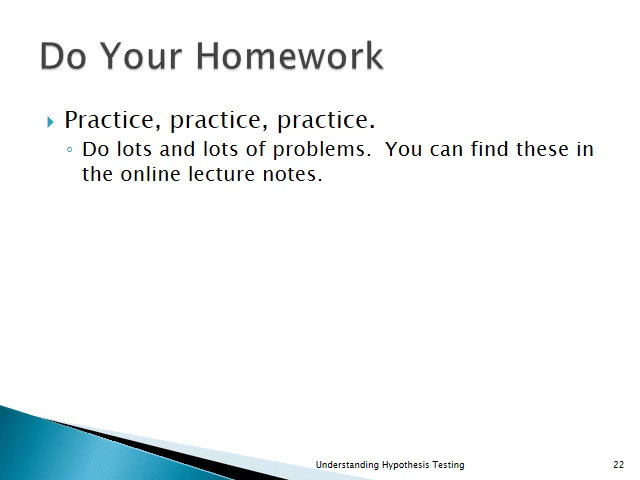 Do Your Homework
Practice, practice, practice.
Do lots and lots of problems.  You can find these in
the online lecture notes.
Understanding Hypothesis Testing
22